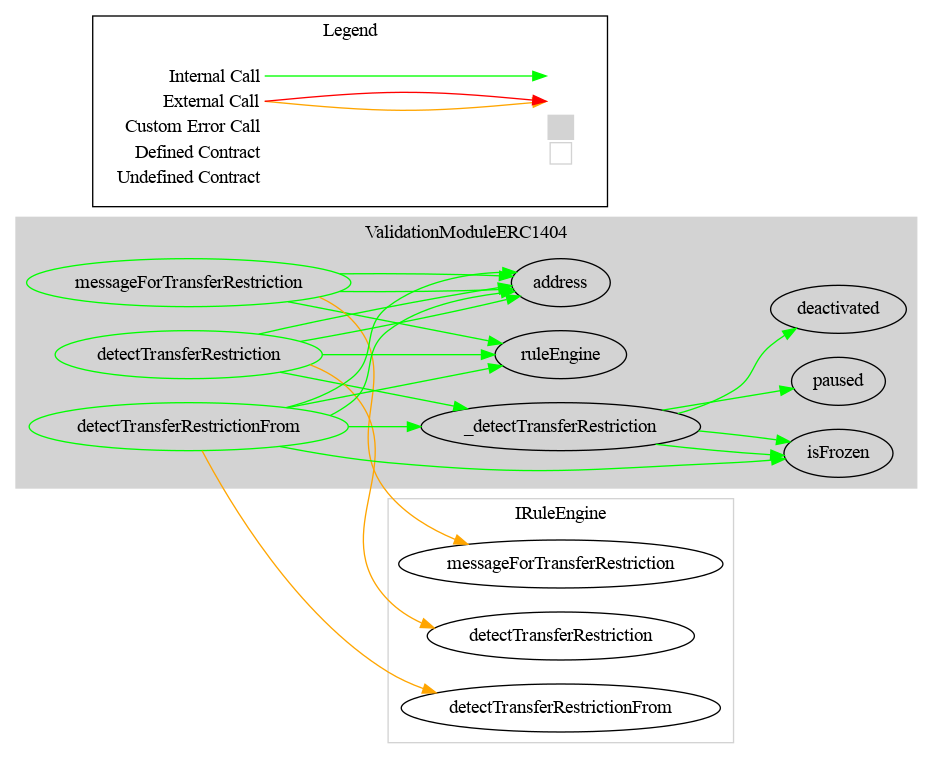 Legend
Internal Call
External Call
Custom Error Call
Defined Contract
Undefined Contract
ValidationModuleERC1404
messageForTransferRestriction
address
deactivated
detectTransferRestriction
ruleEngine
paused
detectTransferRestrictionFrom
_detectTransferRestriction
isFrozen
IRuleEngine
messageForTransferRestriction
detectTransferRestriction
detectTransferRestrictionFrom